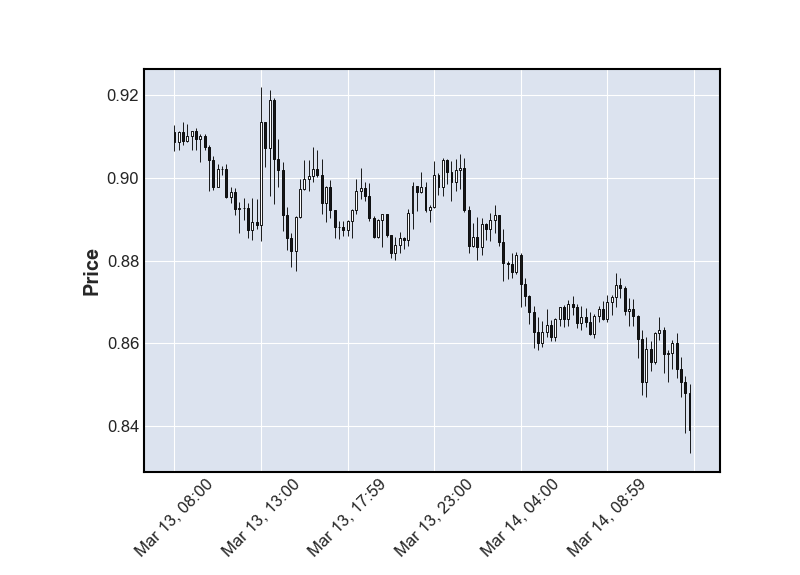 0.92
0.90
0.88
0.86
0.84
Price
Mar 13, 08:00
Mar 13, 13:00
Mar 13, 17:59
Mar 13, 23:00
Mar 14, 04:00
Mar 14, 08:59